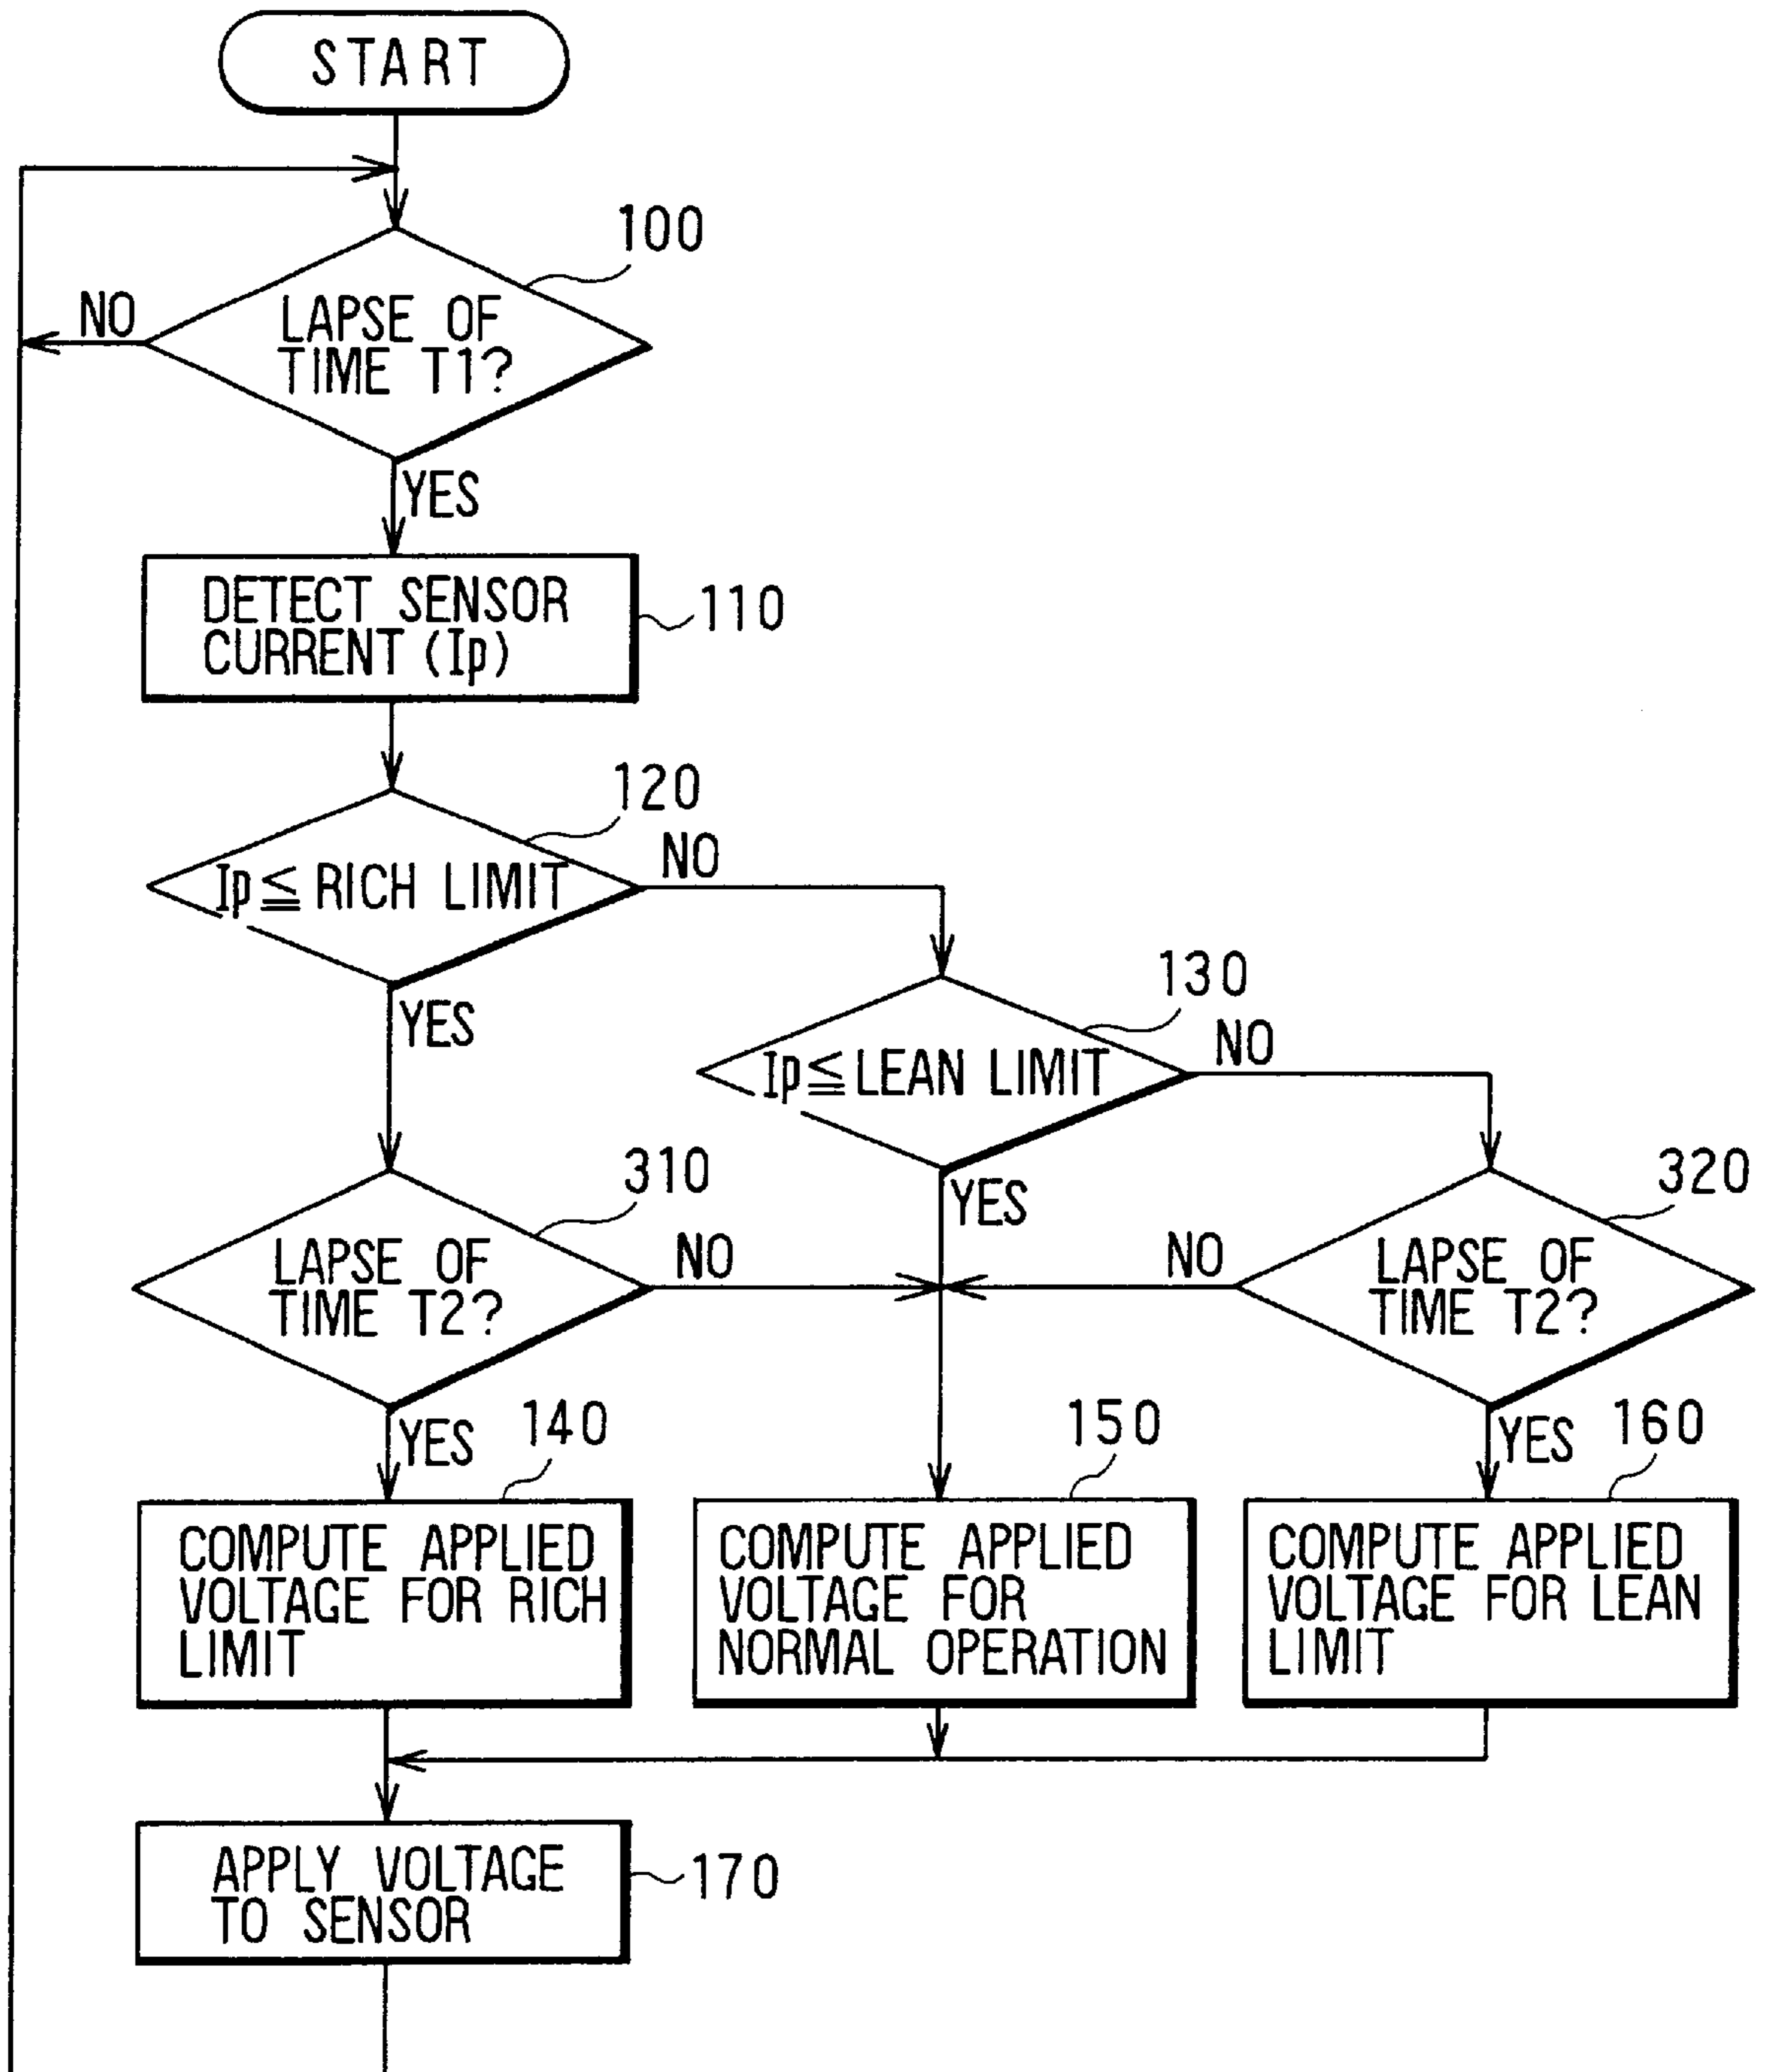 START
100
NO
LAPSE OF
TIME T1?
YES
DETECT SENSOR
CURRENT (Ip)
110
120
NO
Ip ≦ RICH LIMIT
YES
130
NO
Ip ≦ LEAN LIMIT
YES
310
NO
LAPSE OF
TIME T2?
YES
320
NO
LAPSE OF
TIME T2?
YES
140
COMPUTE APPLIED
VOLTAGE FOR RICH
LIMIT
150
COMPUTE APPLIED
VOLTAGE FOR
NORMAL OPERATION
160
COMPUTE APPLIED
VOLTAGE FOR LEAN
LIMIT
APPLY VOLTAGE
TO SENSOR
170